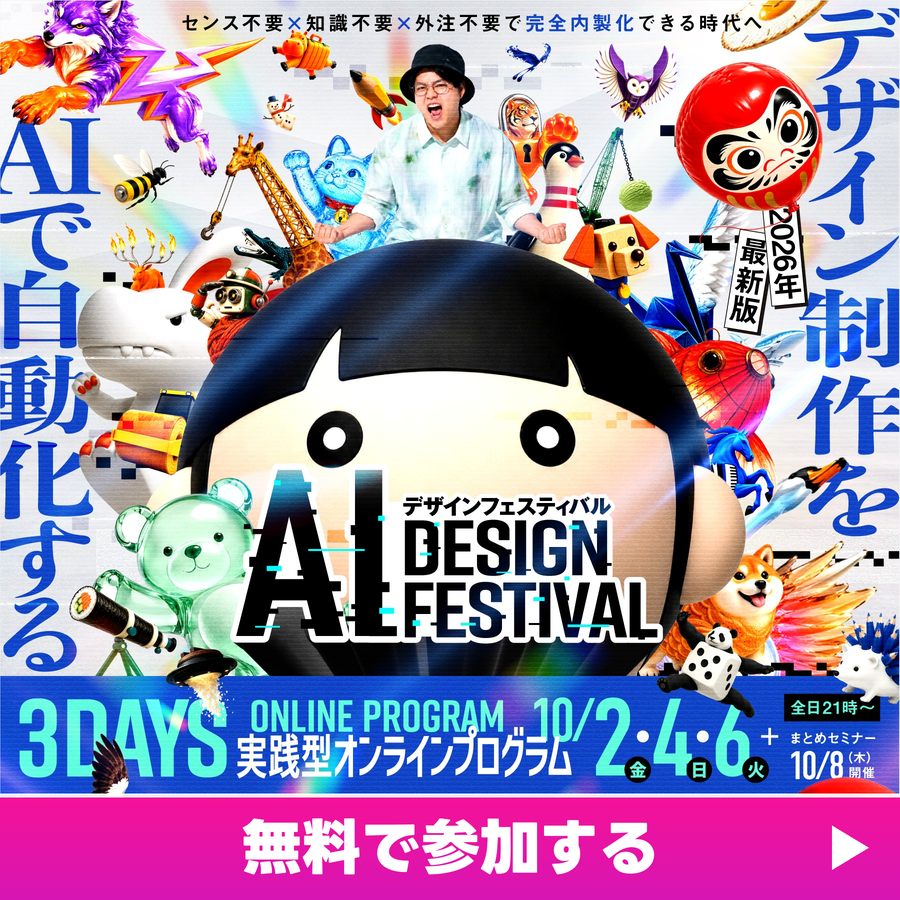 センス不要×知識不要×外注不要で完全内製化できる時代へ
デザイン制作を
AIで自動化する
2026年
最新版
AI
デザインフェスティバル
DESIGN
FESTIVAL
3DAYS
ONLINE PROGRAM
実践型オンラインプログラム
10/2・4・6
金 日 火
全日21時〜
+ まとめセミナー
10/8(木)開催
無料で参加する